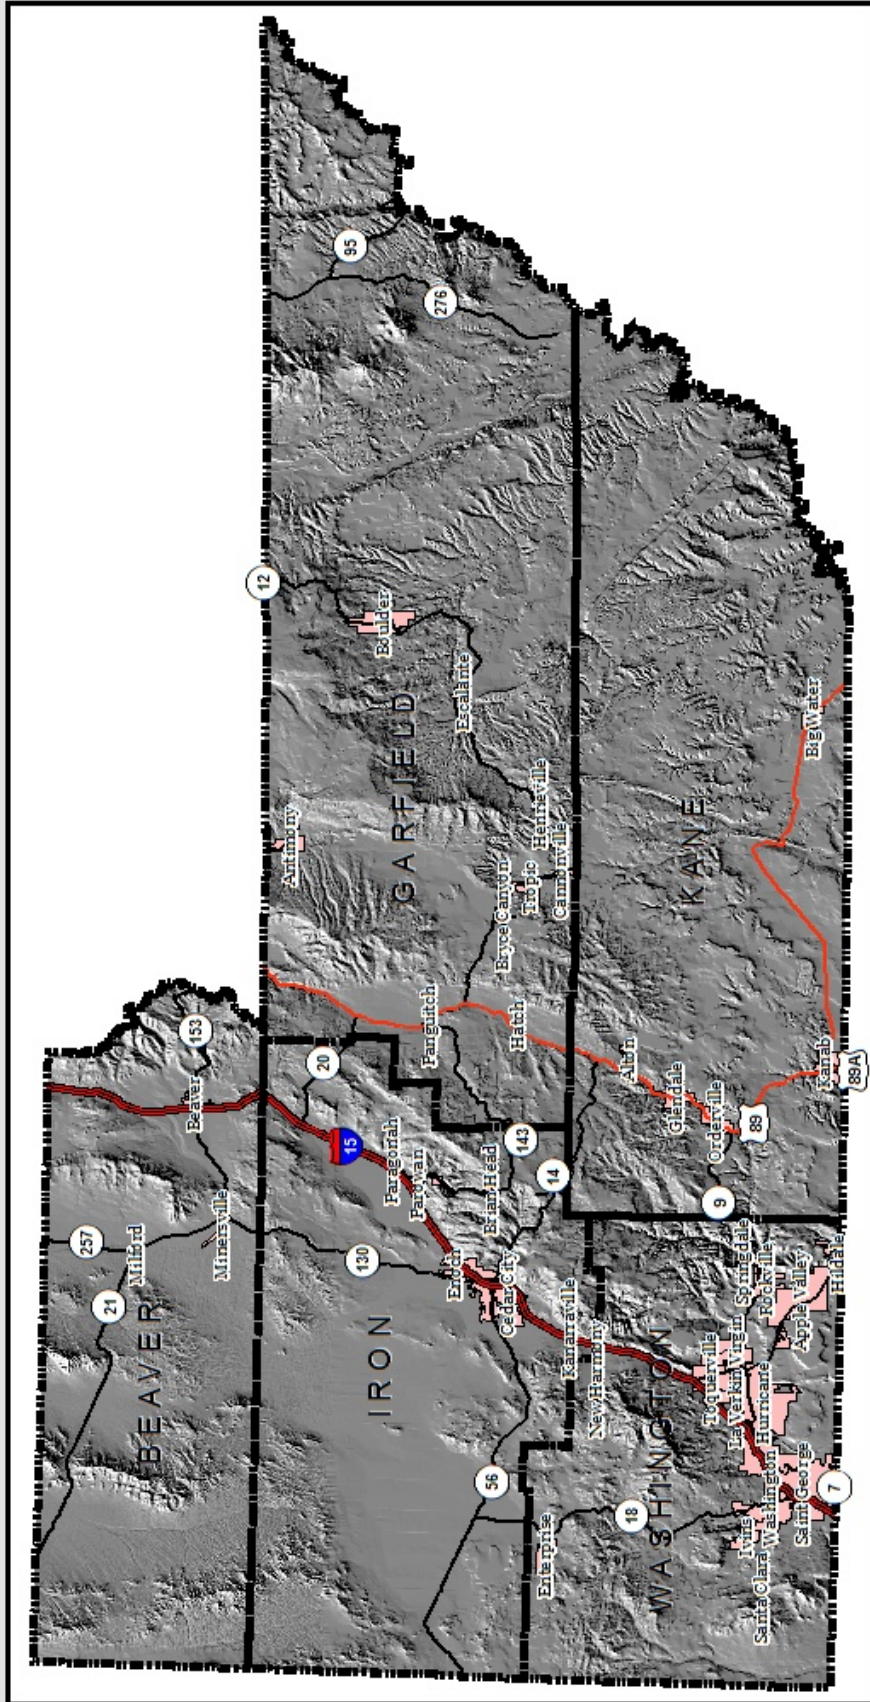 12
95
276
153
257
21
20
15
130
143
14
56
18
9
89
89A
7
BEAVER
IRON
GARFIELD
KANE
WASHINGTON
Milford
Minersville
Beaver
Antimony
Boulder
Escalante
Henrieville
Cannonville
Tropic
Bryce Canyon
Panguitch
Hatch
Paragonah
Parowan
Brian Head
Enoch
Cedar City
Kanarraville
New Harmony
Enterprise
Alton
Glendale
Orderville
Kanab
Big Water
Springdale
Rockville
Apple Valley
Hildale
Virgin
La Verkin
Toquerville
Hurricane
Washington
Saint George
Santa Clara
Ivins